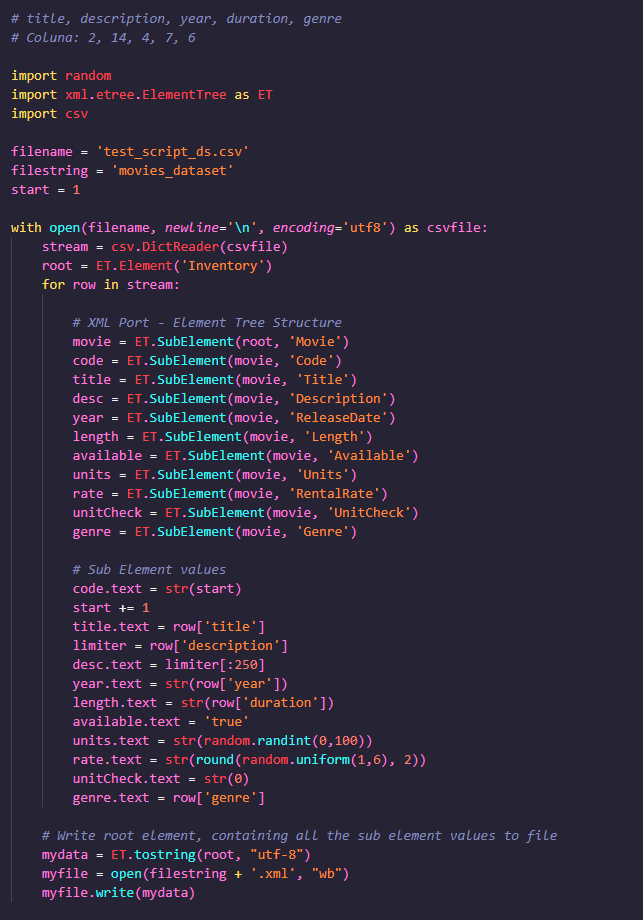 # title, description, year, duration, genre
# Coluna: 2, 14, 4, 7, 6
import random
import xml.etree.ElementTree as ET
import csv
filename = 'test_script_ds.csv'
filestring = 'movies_dataset'
start = 1
with open(filename, newline='\n', encoding='utf8') as csvfile:
    stream = csv.DictReader(csvfile)
    root = ET.Element('Inventory')
    for row in stream:
        # XML Port - Element Tree Structure
        movie = ET.SubElement(root, 'Movie')
        code = ET.SubElement(movie, 'Code')
        title = ET.SubElement(movie, 'Title')
        desc = ET.SubElement(movie, 'Description')
        year = ET.SubElement(movie, 'ReleaseDate')
        length = ET.SubElement(movie, 'Length')
        available = ET.SubElement(movie, 'Available')
        units = ET.SubElement(movie, 'Units')
        rate = ET.SubElement(movie, 'RentalRate')
        unitCheck = ET.SubElement(movie, 'UnitCheck')
        genre = ET.SubElement(movie, 'Genre')
        # Sub Element values
        code.text = str(start)
        start += 1
        title.text = row['title']
        limiter = row['description']
        desc.text = limiter[:250]
        year.text = str(row['year'])
        length.text = str(row['duration'])
        available.text = 'true'
        units.text = str(random.randint(0,100))
        rate.text = str(round(random.uniform(1,6), 2))
        unitCheck.text = str(0)
        genre.text = row['genre']
    # Write root element, containing all the sub element values to file
    mydata = ET.tostring(root, "utf-8")
    myfile = open(filestring + '.xml', "wb")
    myfile.write(mydata)